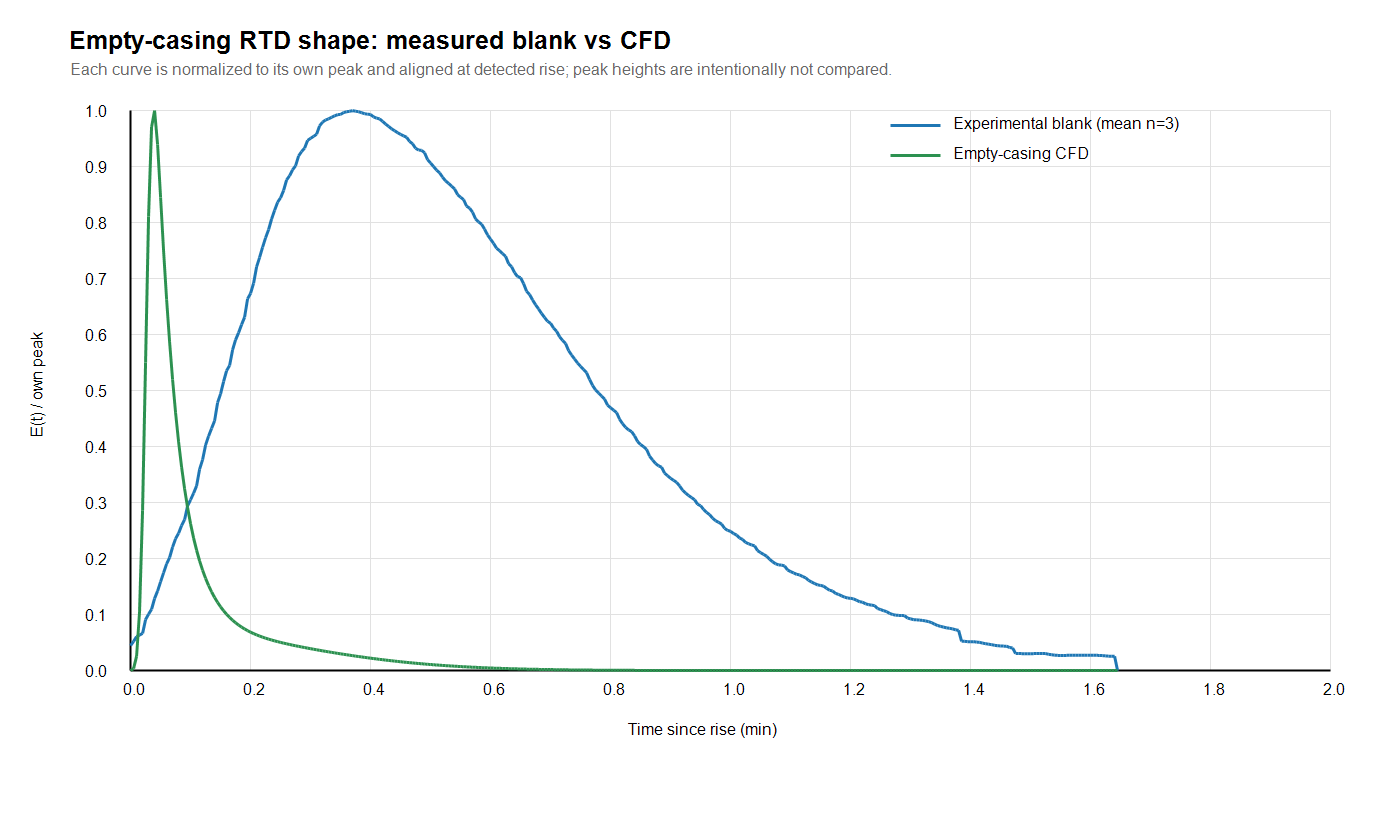 Empty-casing RTD shape: measured blank vs CFD
Each curve is normalized to its own peak and aligned at detected rise; peak heights are intentionally not compared.
Experimental blank (mean n=3)
Empty-casing CFD
E(t) / own peak
1.0
0.9
0.8
0.7
0.6
0.5
0.4
0.3
0.2
0.1
0.0
0.0 0.2 0.4 0.6 0.8 1.0 1.2 1.4 1.6 1.8 2.0
Time since rise (min)